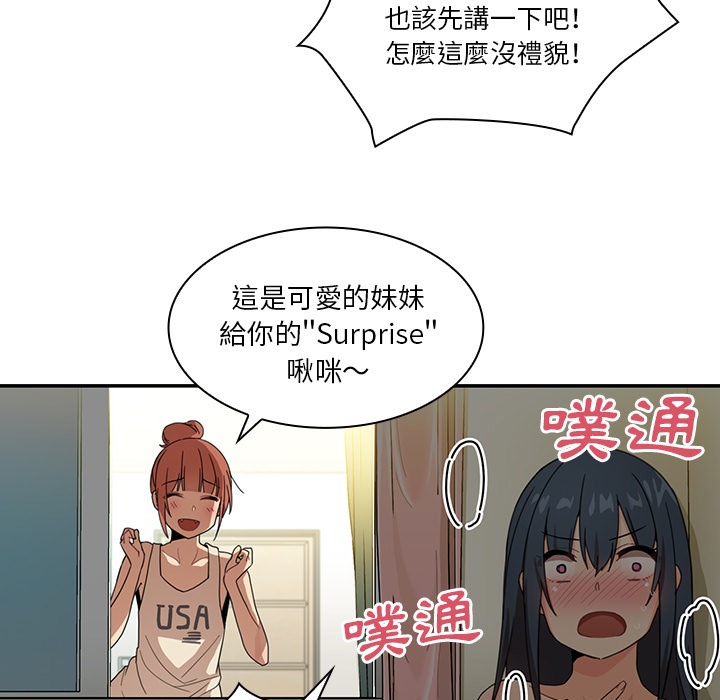 也該先講一下吧!
怎麼這麼沒禮貌!
這是可愛的妹妹
給你的"Surprise"
啾咪～
噗通
噗通
USA